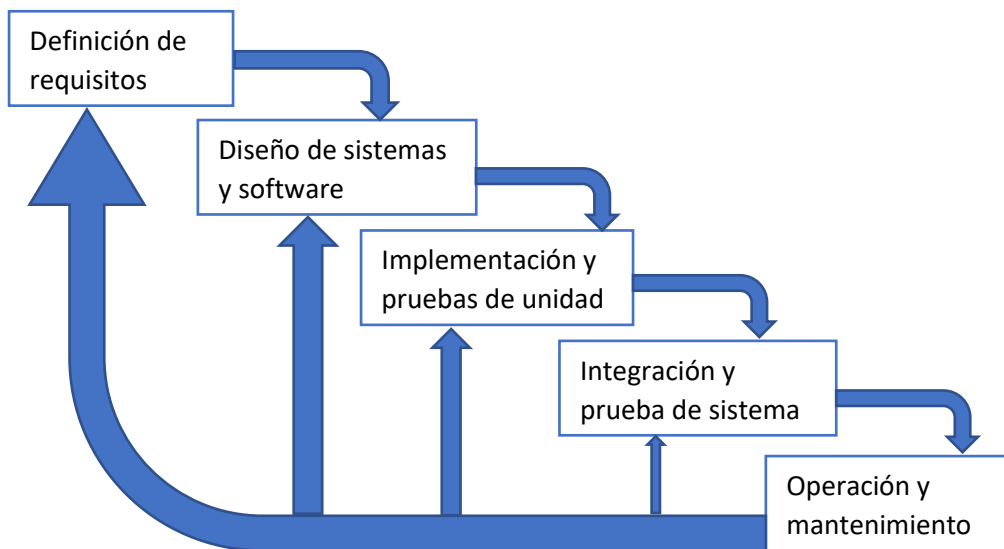 Definición de
requisitos
Diseño de sistemas
y software
Implementación y
pruebas de unidad
Integración y
prueba de sistema
Operación y
mantenimiento